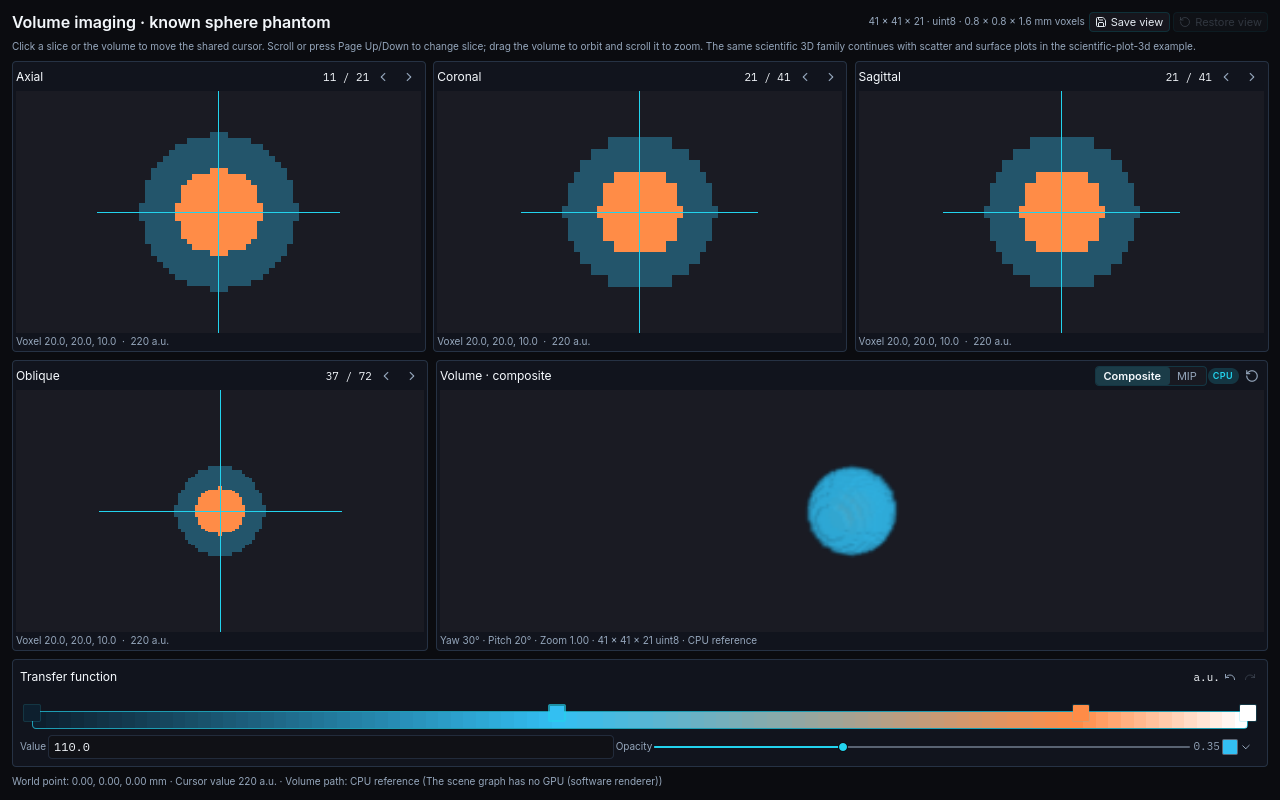 Volume imaging · known sphere phantom
41 × 41 × 21 · uint8 · 0.8 × 0.8 × 1.6 mm voxels
Save view
Restore view
Click a slice or the volume to move the shared cursor. Scroll or press Page Up/Down to change slice; drag the volume to orbit and scroll it to zoom. The same scientific 3D family continues with scatter and surface plots in the scientific-plot-3d example.
Axial
11 / 21
Coronal
21 / 41
Sagittal
21 / 41
Voxel 20.0, 20.0, 10.0 · 220 a.u.
Voxel 20.0, 20.0, 10.0 · 220 a.u.
Voxel 20.0, 20.0, 10.0 · 220 a.u.
Oblique
37 / 72
Volume · composite
Composite
MIP
CPU
Voxel 20.0, 20.0, 10.0 · 220 a.u.
Yaw 30° · Pitch 20° · Zoom 1.00 · 41 × 41 × 21 uint8 · CPU reference
Transfer function
a.u.
Value
110.0
Opacity
0.35
World point: 0.00, 0.00, 0.00 mm · Cursor value 220 a.u. · Volume path: CPU reference (The scene graph has no GPU (software renderer))